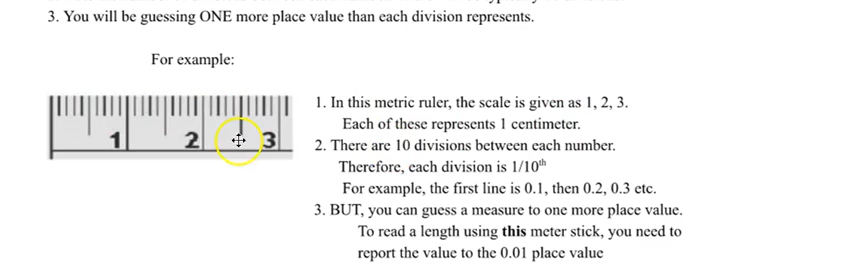 3. You will be guessing ONE more place value than each division represents.
For example:
1 2 3
1. In this metric ruler, the scale is given as 1, 2, 3.
Each of these represents 1 centimeter.
2. There are 10 divisions between each number.
Therefore, each division is 1/10th
For example, the first line is 0.1, then 0.2, 0.3 etc.
3. BUT, you can guess a measure to one more place value.
To read a length using this meter stick, you need to
report the value to the 0.01 place value